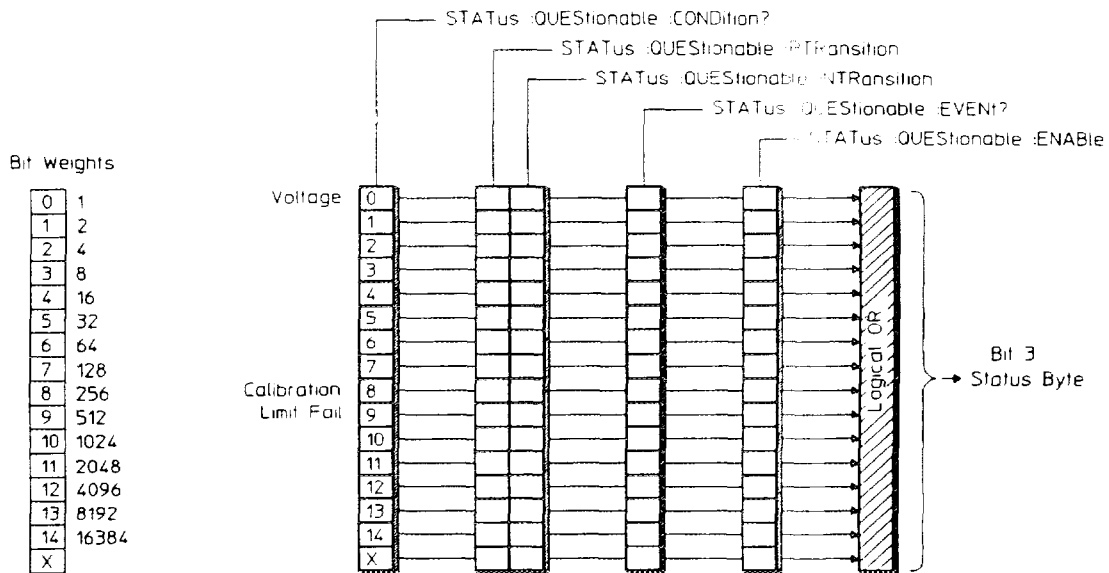 STATus :QUEStionable :CONDition?
STATus :QUEStionable :PTRansition
STATus :QUEStionable :NTRansition
STATus :QUEStionable :EVENt?
STATus :QUEStionable :ENABle
Bit Weights
0 1
1 2
2 4
3 8
4 16
5 32
6 64
7 128
8 256
9 512
10 1024
11 2048
12 4096
13 8192
14 16384
X
Voltage 0
1
2
3
4
5
6
7
Calibration 8
Limit Fail 9
10
11
12
13
14
X
Logical OR
Bit 3
Status Byte